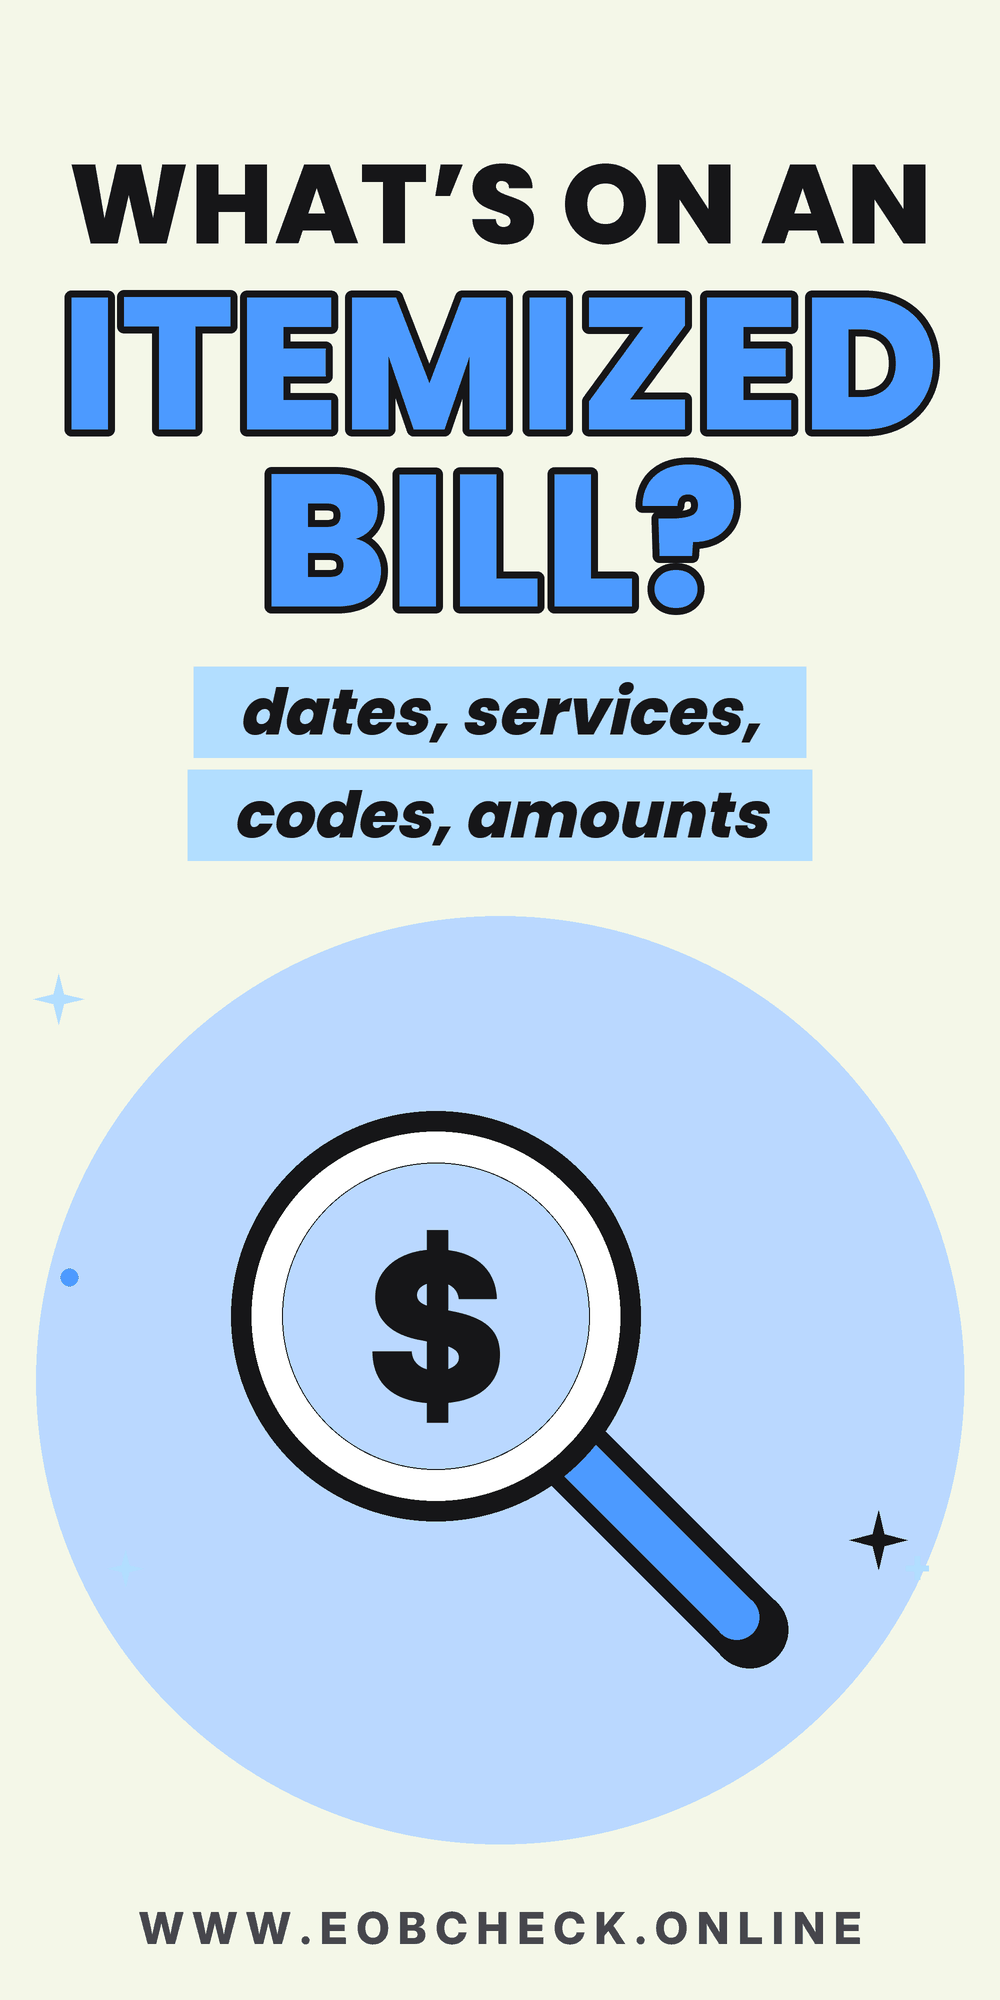 WHAT’S ON AN
ITEMIZED
BILL?
dates, services,
codes, amounts
$
WWW.EOBCHECK.ONLINE